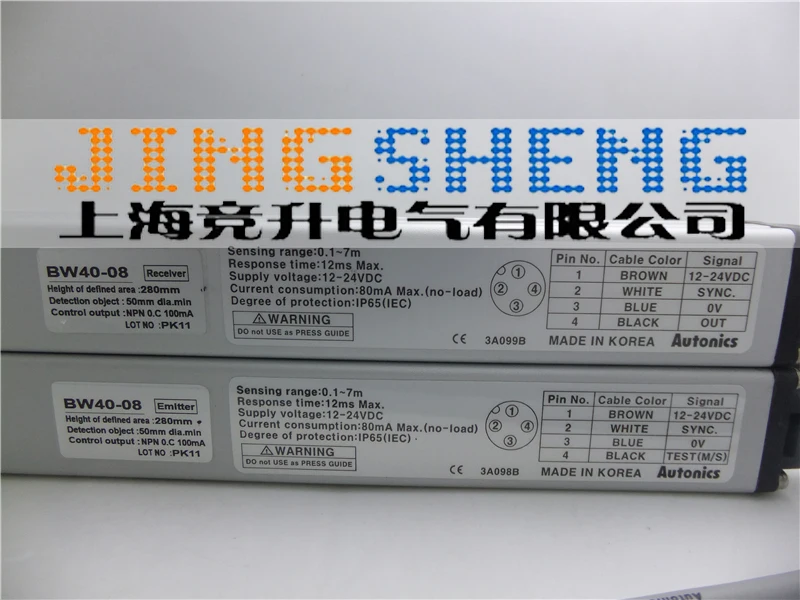 JINGSHENG
上海竞升电气有限公司
BW40-08 Receiver
Height of defined area : 280mm
Detection object : 50mm dia.min
Control output : NPN O.C 100mA
LOT NO : PK11
Sensing range:0.1~7m
Response time:12ms Max.
Supply voltage:12-24VDC
Current consumption:80mA Max.(no-load)
Degree of protection:IP65(IEC)
⚠WARNING
DO NOT USE as PRESS GUIDE
1
2 4
3
CE 3A099B
Pin No. Cable Color Signal
1 BROWN 12-24VDC
2 WHITE SYNC.
3 BLUE 0V
4 BLACK OUT
MADE IN KOREA Autonics
BW40-08 Emitter
Height of defined area : 280mm
Detection object : 50mm dia.min
Control output : NPN O.C 100mA
LOT NO : PK11
Sensing range:0.1~7m
Response time:12ms Max.
Supply voltage:12-24VDC
Current consumption:80mA Max.(no-load)
Degree of protection:IP65(IEC)
⚠WARNING
DO NOT USE as PRESS GUIDE
1
2 4
3
CE 3A098B
Pin No. Cable Color Signal
1 BROWN 12-24VDC
2 WHITE SYNC.
3 BLUE 0V
4 BLACK TEST(M/S)
MADE IN KOREA Autonics